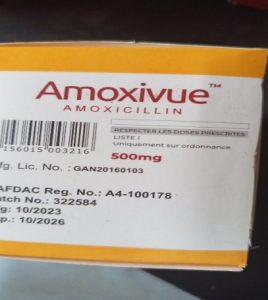 Amoxivue™
AMOXICILLIN
RESPECTER LES DOSES PRESCRITES
LISTE I
Uniquement sur ordonnance
500mg
156015 003216
fg. Lic. No. : GAN20160103
AFDAC Reg. No.: A4-100178
atch No.: 322584
fg: 10/2023
p.: 10/2026